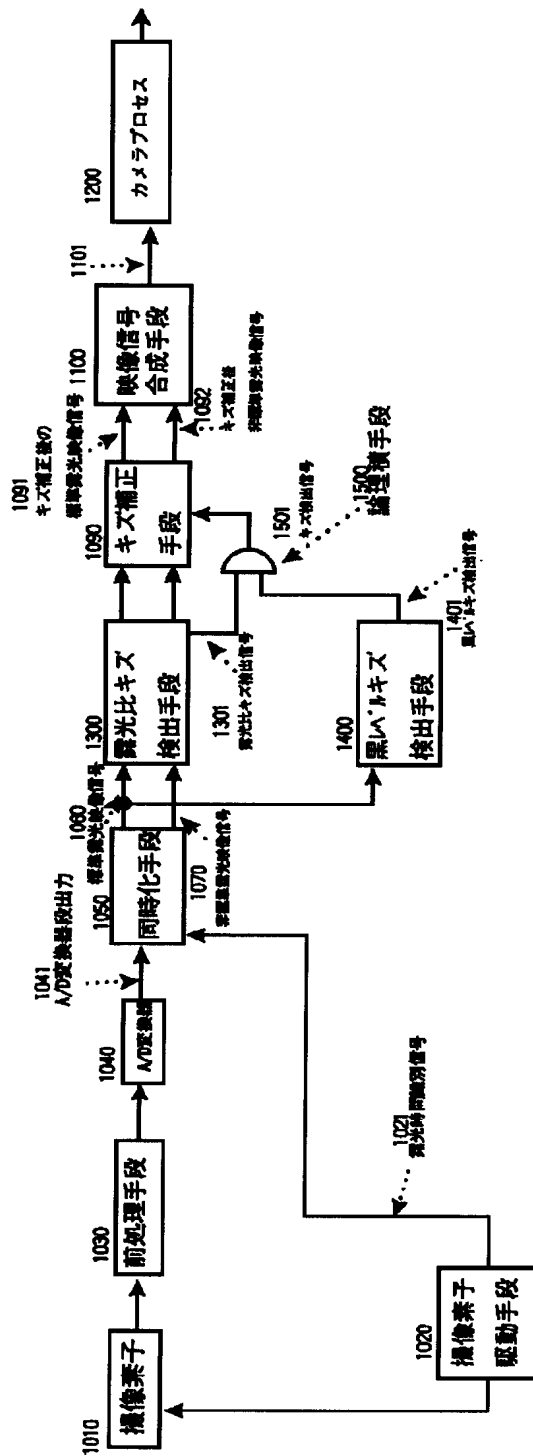 1010
撮像素子
1020
撮像素子
駆動手段
1021
露光時間識別信号
1030
前処理手段
1040
A/D変換器
1041
A/D変換器段出力
1050
同時化手段
1060
標準露光映像信号
1070
非標準露光映像信号
1300
露光比キズ
検出手段
1301
露光比キズ検出信号
1400
黒レベルキズ
検出手段
1401
黒レベルキズ検出信号
1500
論理積手段
1501
キズ検出信号
1090
キズ補正
手段
1091
キズ補正後の
標準露光映像信号
1092
キズ補正後
非標準露光映像信号
1100
映像信号
合成手段
1101
1200
カメラプロセス